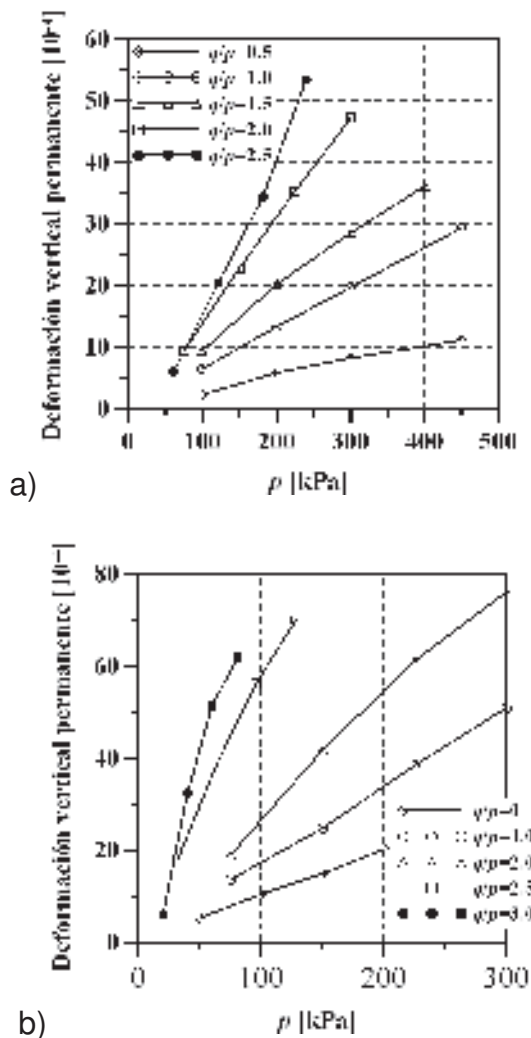 Deformación vertical permanente [10⁻⁴]
60
50
40
30
20
10
0
q/p=0.5
q/p=1.0
q/p=1.5
q/p=2.0
q/p=2.5
0 100 200 300 400 500
p [kPa]
a)
Deformación vertical permanente
80
60
40
20
0
q/p=2.0
q/p=2.5
q/p=3.0
0 100 200 300
p [kPa]
b)